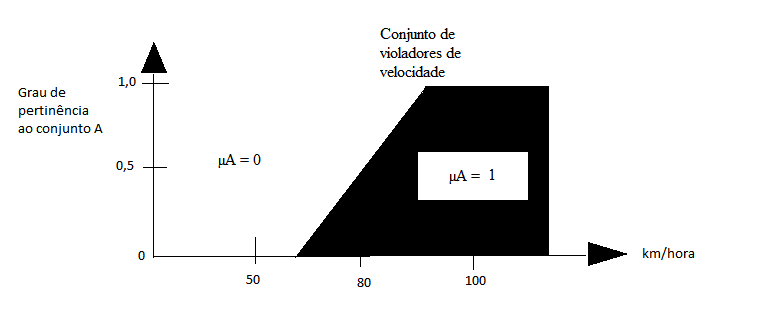 Conjunto de
violadores de
velocidade
1,0
Grau de
pertinência
ao conjunto A
0,5
μA = 0
μA = 1
0
km/hora
50
80
100